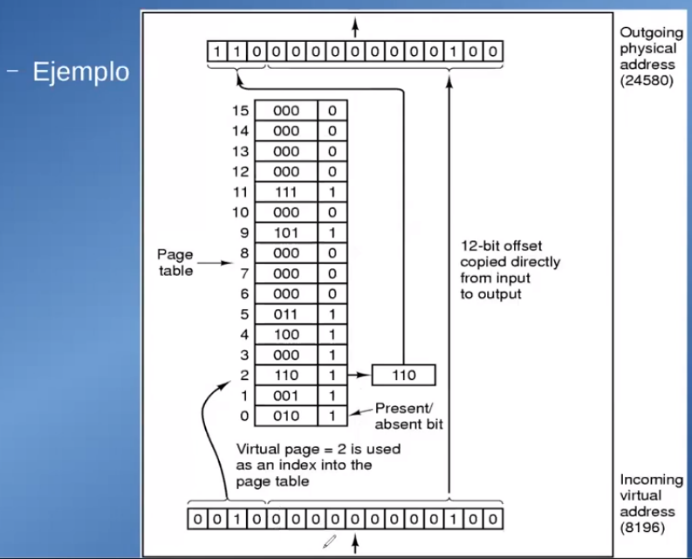 – Ejemplo
1 1 0 0 0 0 0 0 0 0 0 0 1 0 0
Outgoing
physical
address
(24580)
15 000 0
14 000 0
13 000 0
12 000 0
11 111 1
10 000 0
9 101 1
8 000 0
7 000 0
6 000 0
5 011 1
4 100 1
3 000 1
2 110 1
1 001 1
0 010 1
Page
table
110
12-bit offset
copied directly
from input
to output
Present/
absent bit
Virtual page = 2 is used
as an index into the
page table
0 0 1 0 0 0 0 0 0 0 0 0 0 1 0 0
Incoming
virtual
address
(8196)